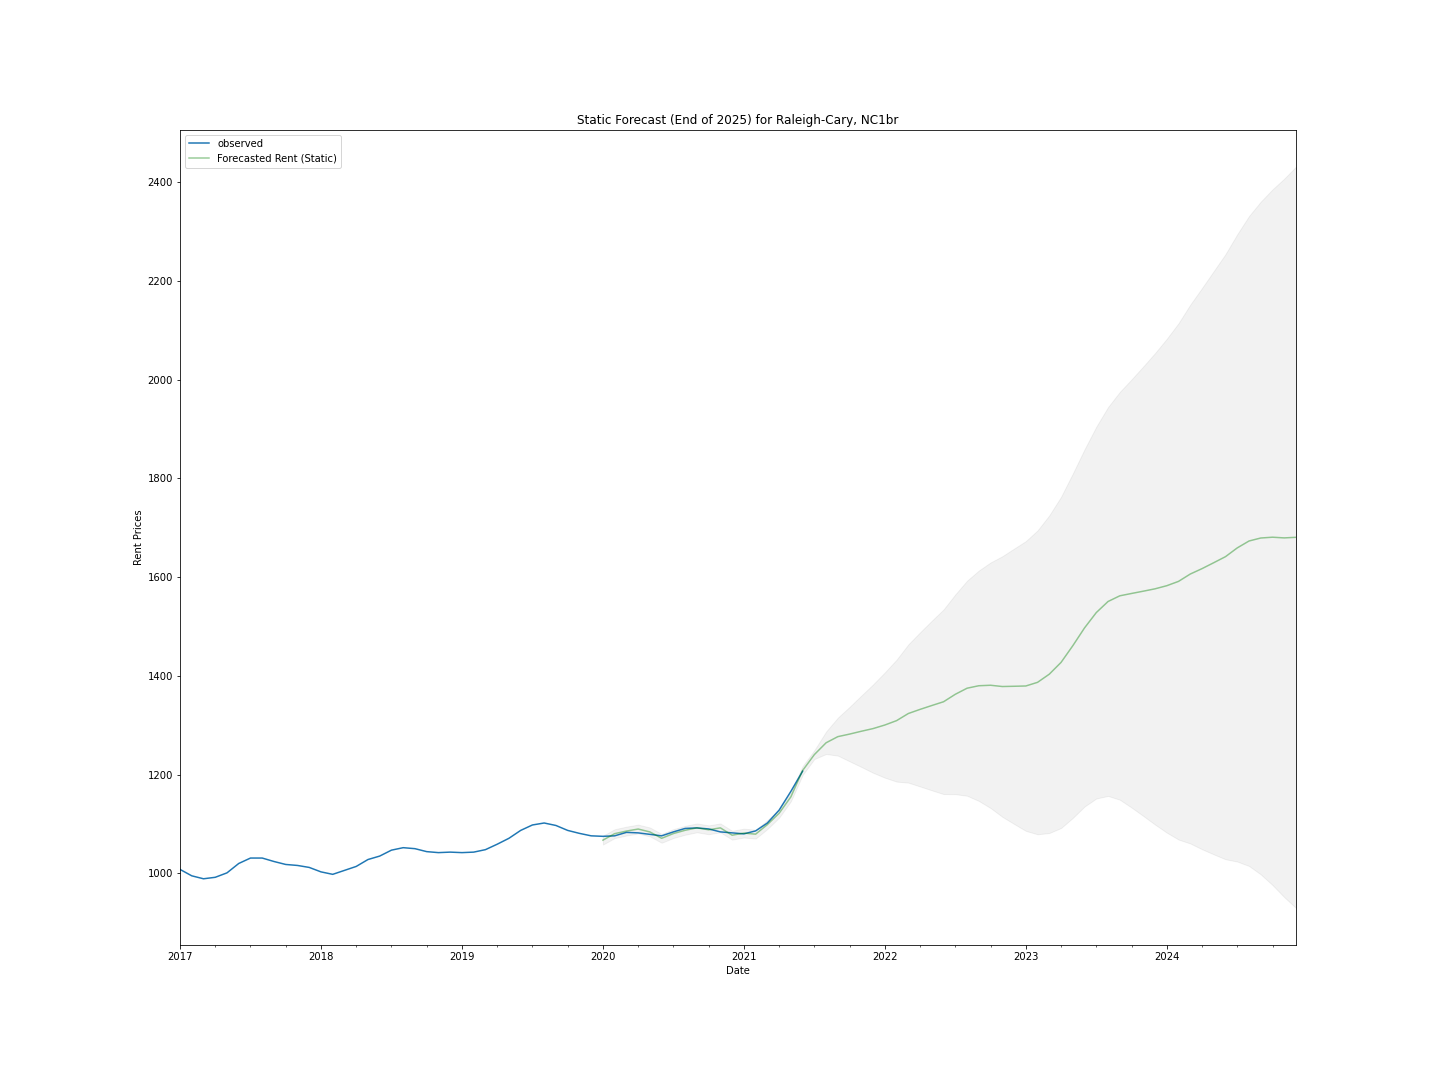 Static Forecast (End of 2025) for Raleigh-Cary, NC1br
observed
Forecasted Rent (Static)
2400
2200
2000
1800
1600
1400
1200
1000
Rent Prices
2017 2018 2019 2020 2021 2022 2023 2024
Date